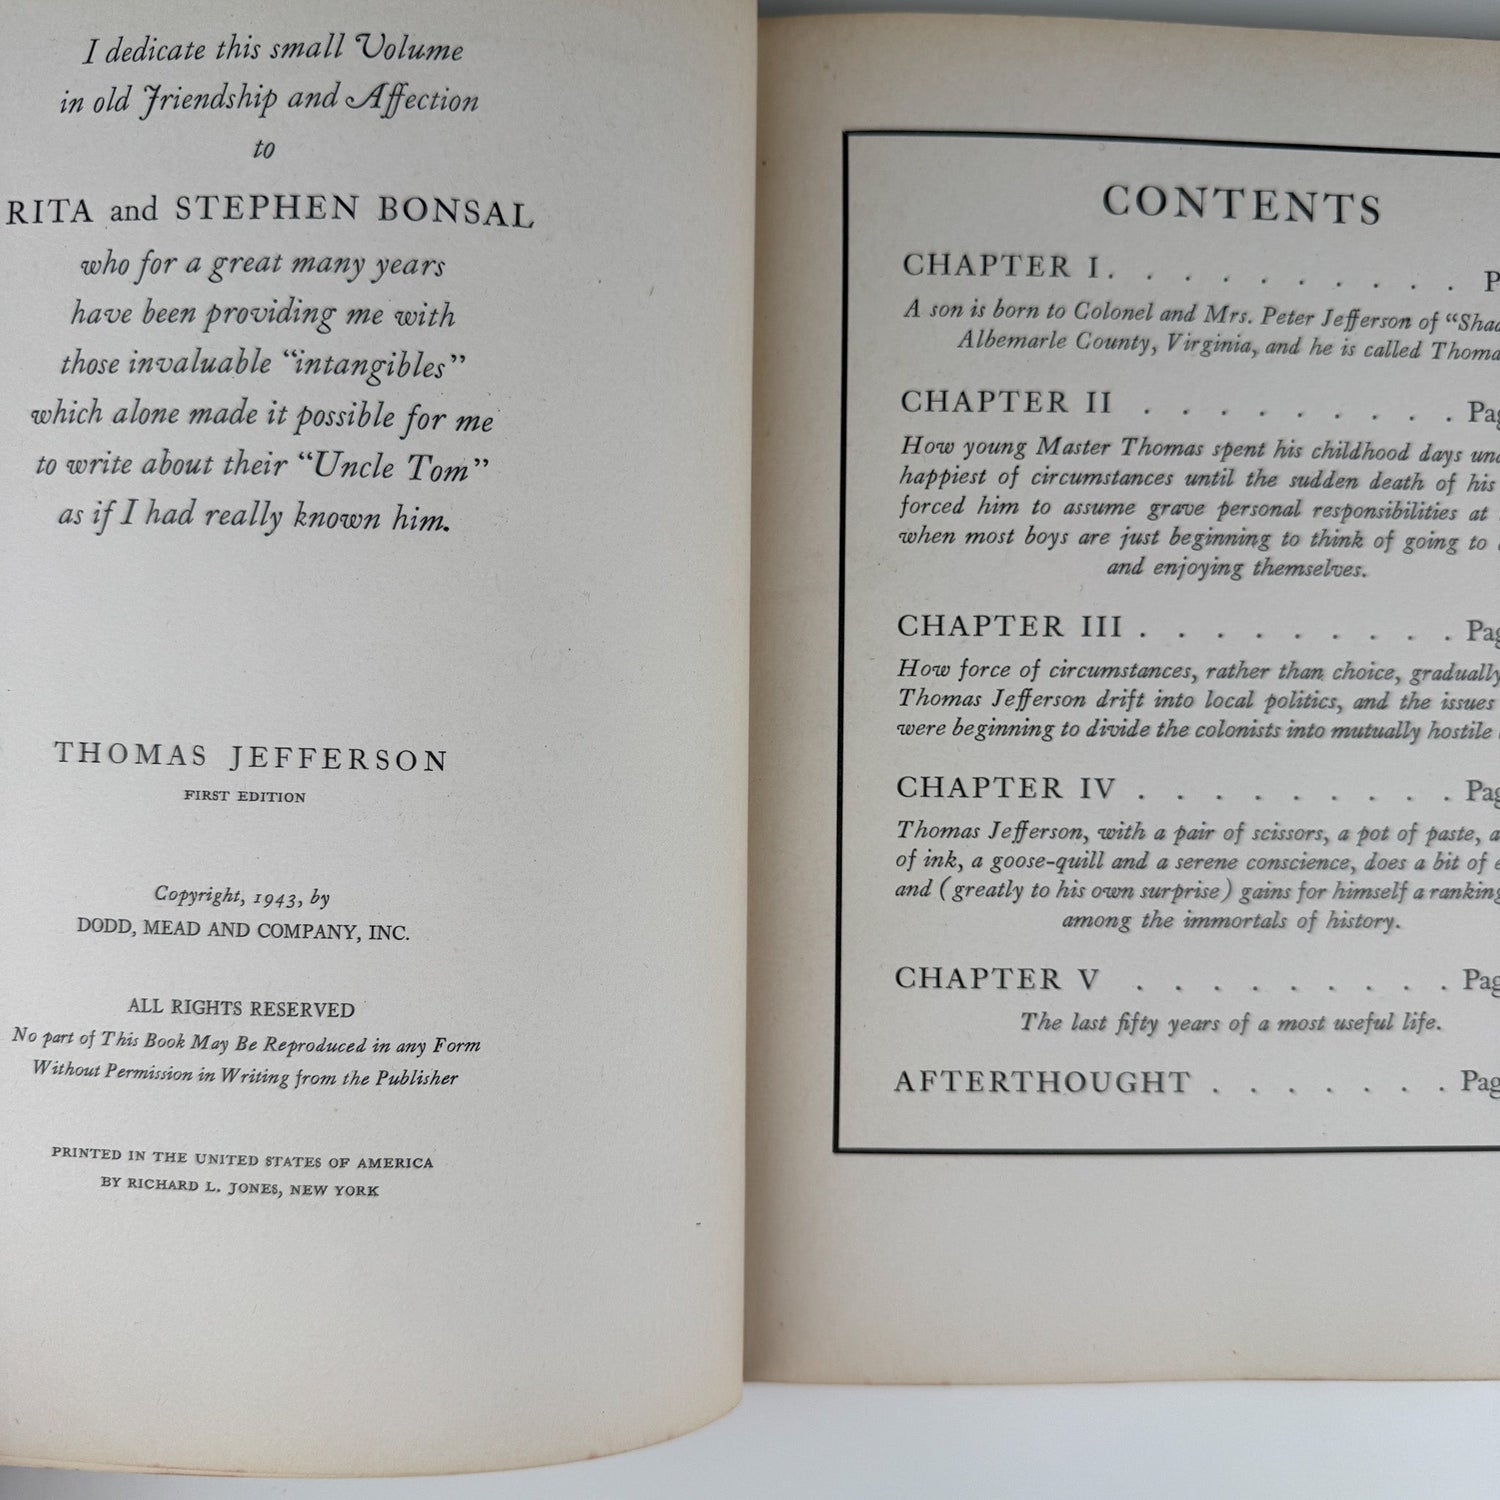 I dedicate this small Volume
in old Friendship and Affection
to
RITA and STEPHEN BONSAL
who for a great many years
have been providing me with
those invaluable “intangibles”
which alone made it possible for me
to write about their “Uncle Tom”
as if I had really known him.
THOMAS JEFFERSON
FIRST EDITION
Copyright, 1943, by
DODD, MEAD AND COMPANY, INC.
ALL RIGHTS RESERVED
No part of This Book May Be Reproduced in any Form
Without Permission in Writing from the Publisher
PRINTED IN THE UNITED STATES OF AMERICA
BY RICHARD L. JONES, NEW YORK
CONTENTS
CHAPTER I . . . . . . . . . .
A son is born to Colonel and Mrs. Peter Jefferson of
Albemarle County, Virginia, and he is called
CHAPTER II . . . . . . . . .
How young Master Thomas spent his childhood days
happiest of circumstances until the sudden death of his
forced him to assume grave personal responsibilities at
when most boys are just beginning to think of going to
and enjoying themselves.
CHAPTER III . . . . . . . . .
How force of circumstances, rather than choice, gradually
Thomas Jefferson drift into local politics, and the issues
were beginning to divide the colonists into mutually hostile
CHAPTER IV . . . . . . . . .
Thomas Jefferson, with a pair of scissors, a pot of paste,
of ink, a goose-quill and a serene conscience, does a bit of
and (greatly to his own surprise) gains for himself a ranking
among the immortals of history.
CHAPTER V . . . . . . . . .
The last fifty years of a most useful life.
AFTERTHOUGHT . . . . . . .